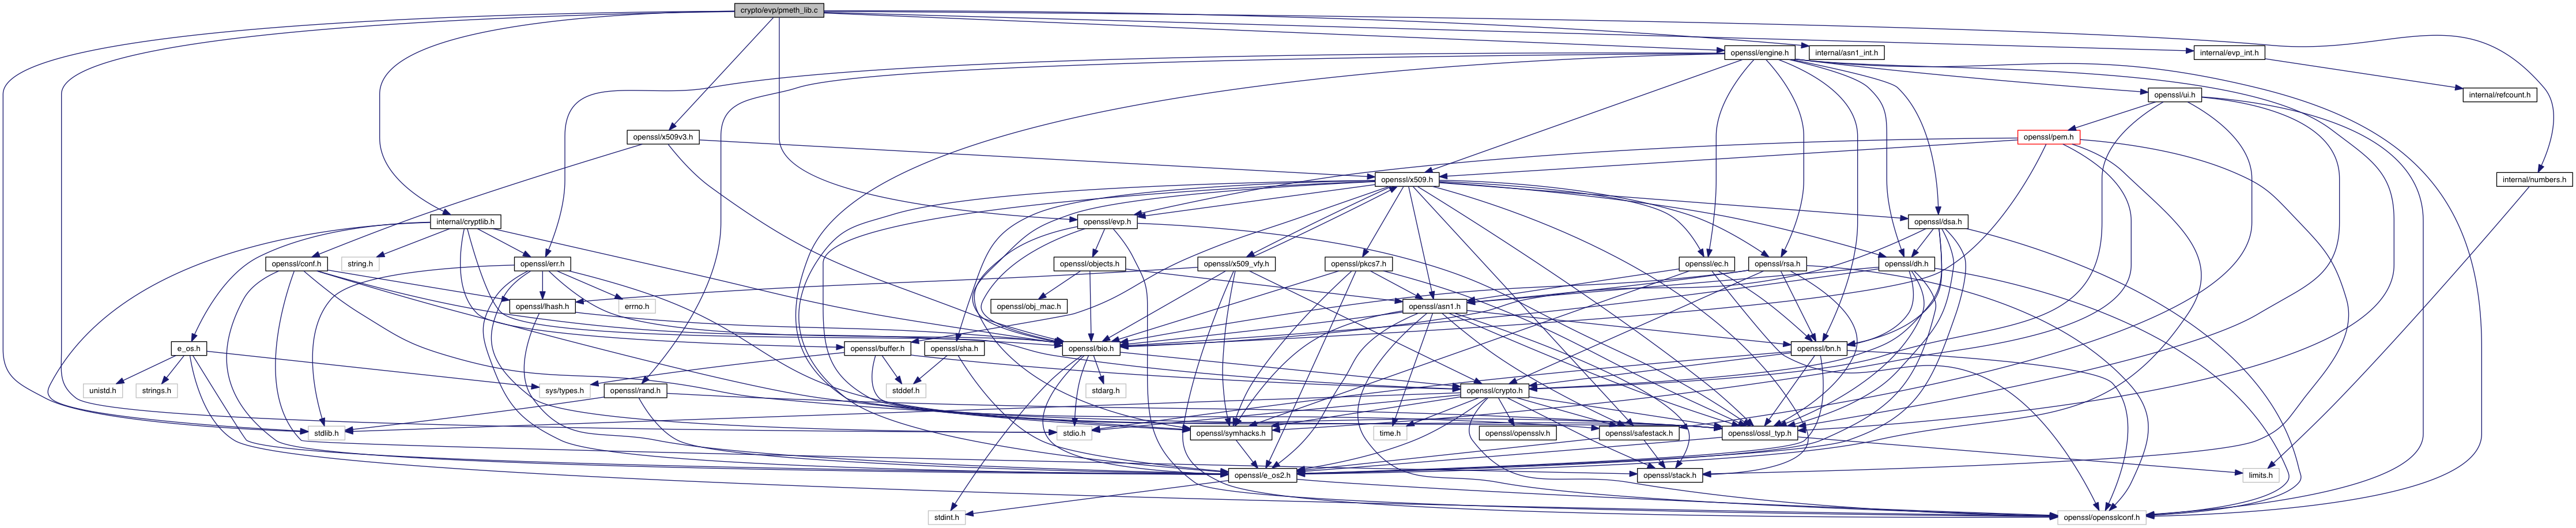 crypto/evp/pmeth_lib.c
openssl/engine.h
internal/asn1_int.h
internal/evp_int.h
openssl/ui.h
internal/refcount.h
openssl/x509v3.h
openssl/pem.h
openssl/x509.h
internal/numbers.h
internal/cryptlib.h
openssl/evp.h
openssl/dsa.h
openssl/conf.h
string.h
openssl/err.h
openssl/objects.h
openssl/x509_vfy.h
openssl/pkcs7.h
openssl/ec.h
openssl/rsa.h
openssl/dh.h
openssl/lhash.h
errno.h
openssl/obj_mac.h
openssl/asn1.h
e_os.h
openssl/buffer.h
openssl/sha.h
openssl/bio.h
openssl/bn.h
unistd.h
strings.h
sys/types.h
openssl/rand.h
stddef.h
stdarg.h
openssl/crypto.h
stdlib.h
stdio.h
openssl/symhacks.h
time.h
openssl/opensslv.h
openssl/safestack.h
openssl/ossl_typ.h
openssl/e_os2.h
openssl/stack.h
limits.h
stdint.h
openssl/opensslconf.h